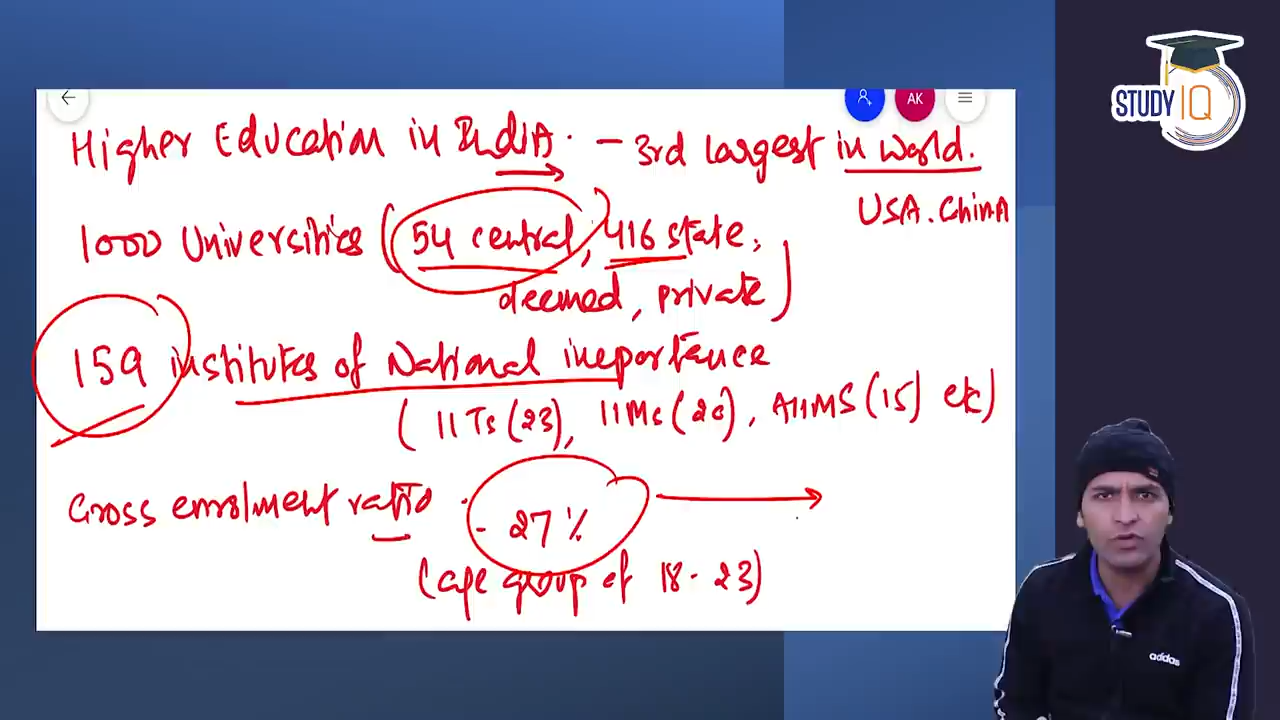 STUDY IQ
AK
Higher Education in IndiA. - 3rd largest in world.
USA. ChinA
1000 Universities (54 central, 416 state,
deemed, private)
159 institutes of National importance
(IITs (23), IIMs (20), AIIMS (15) etc)
Gross enrolment ratio - 27%
(age group of 18-23)
adidas